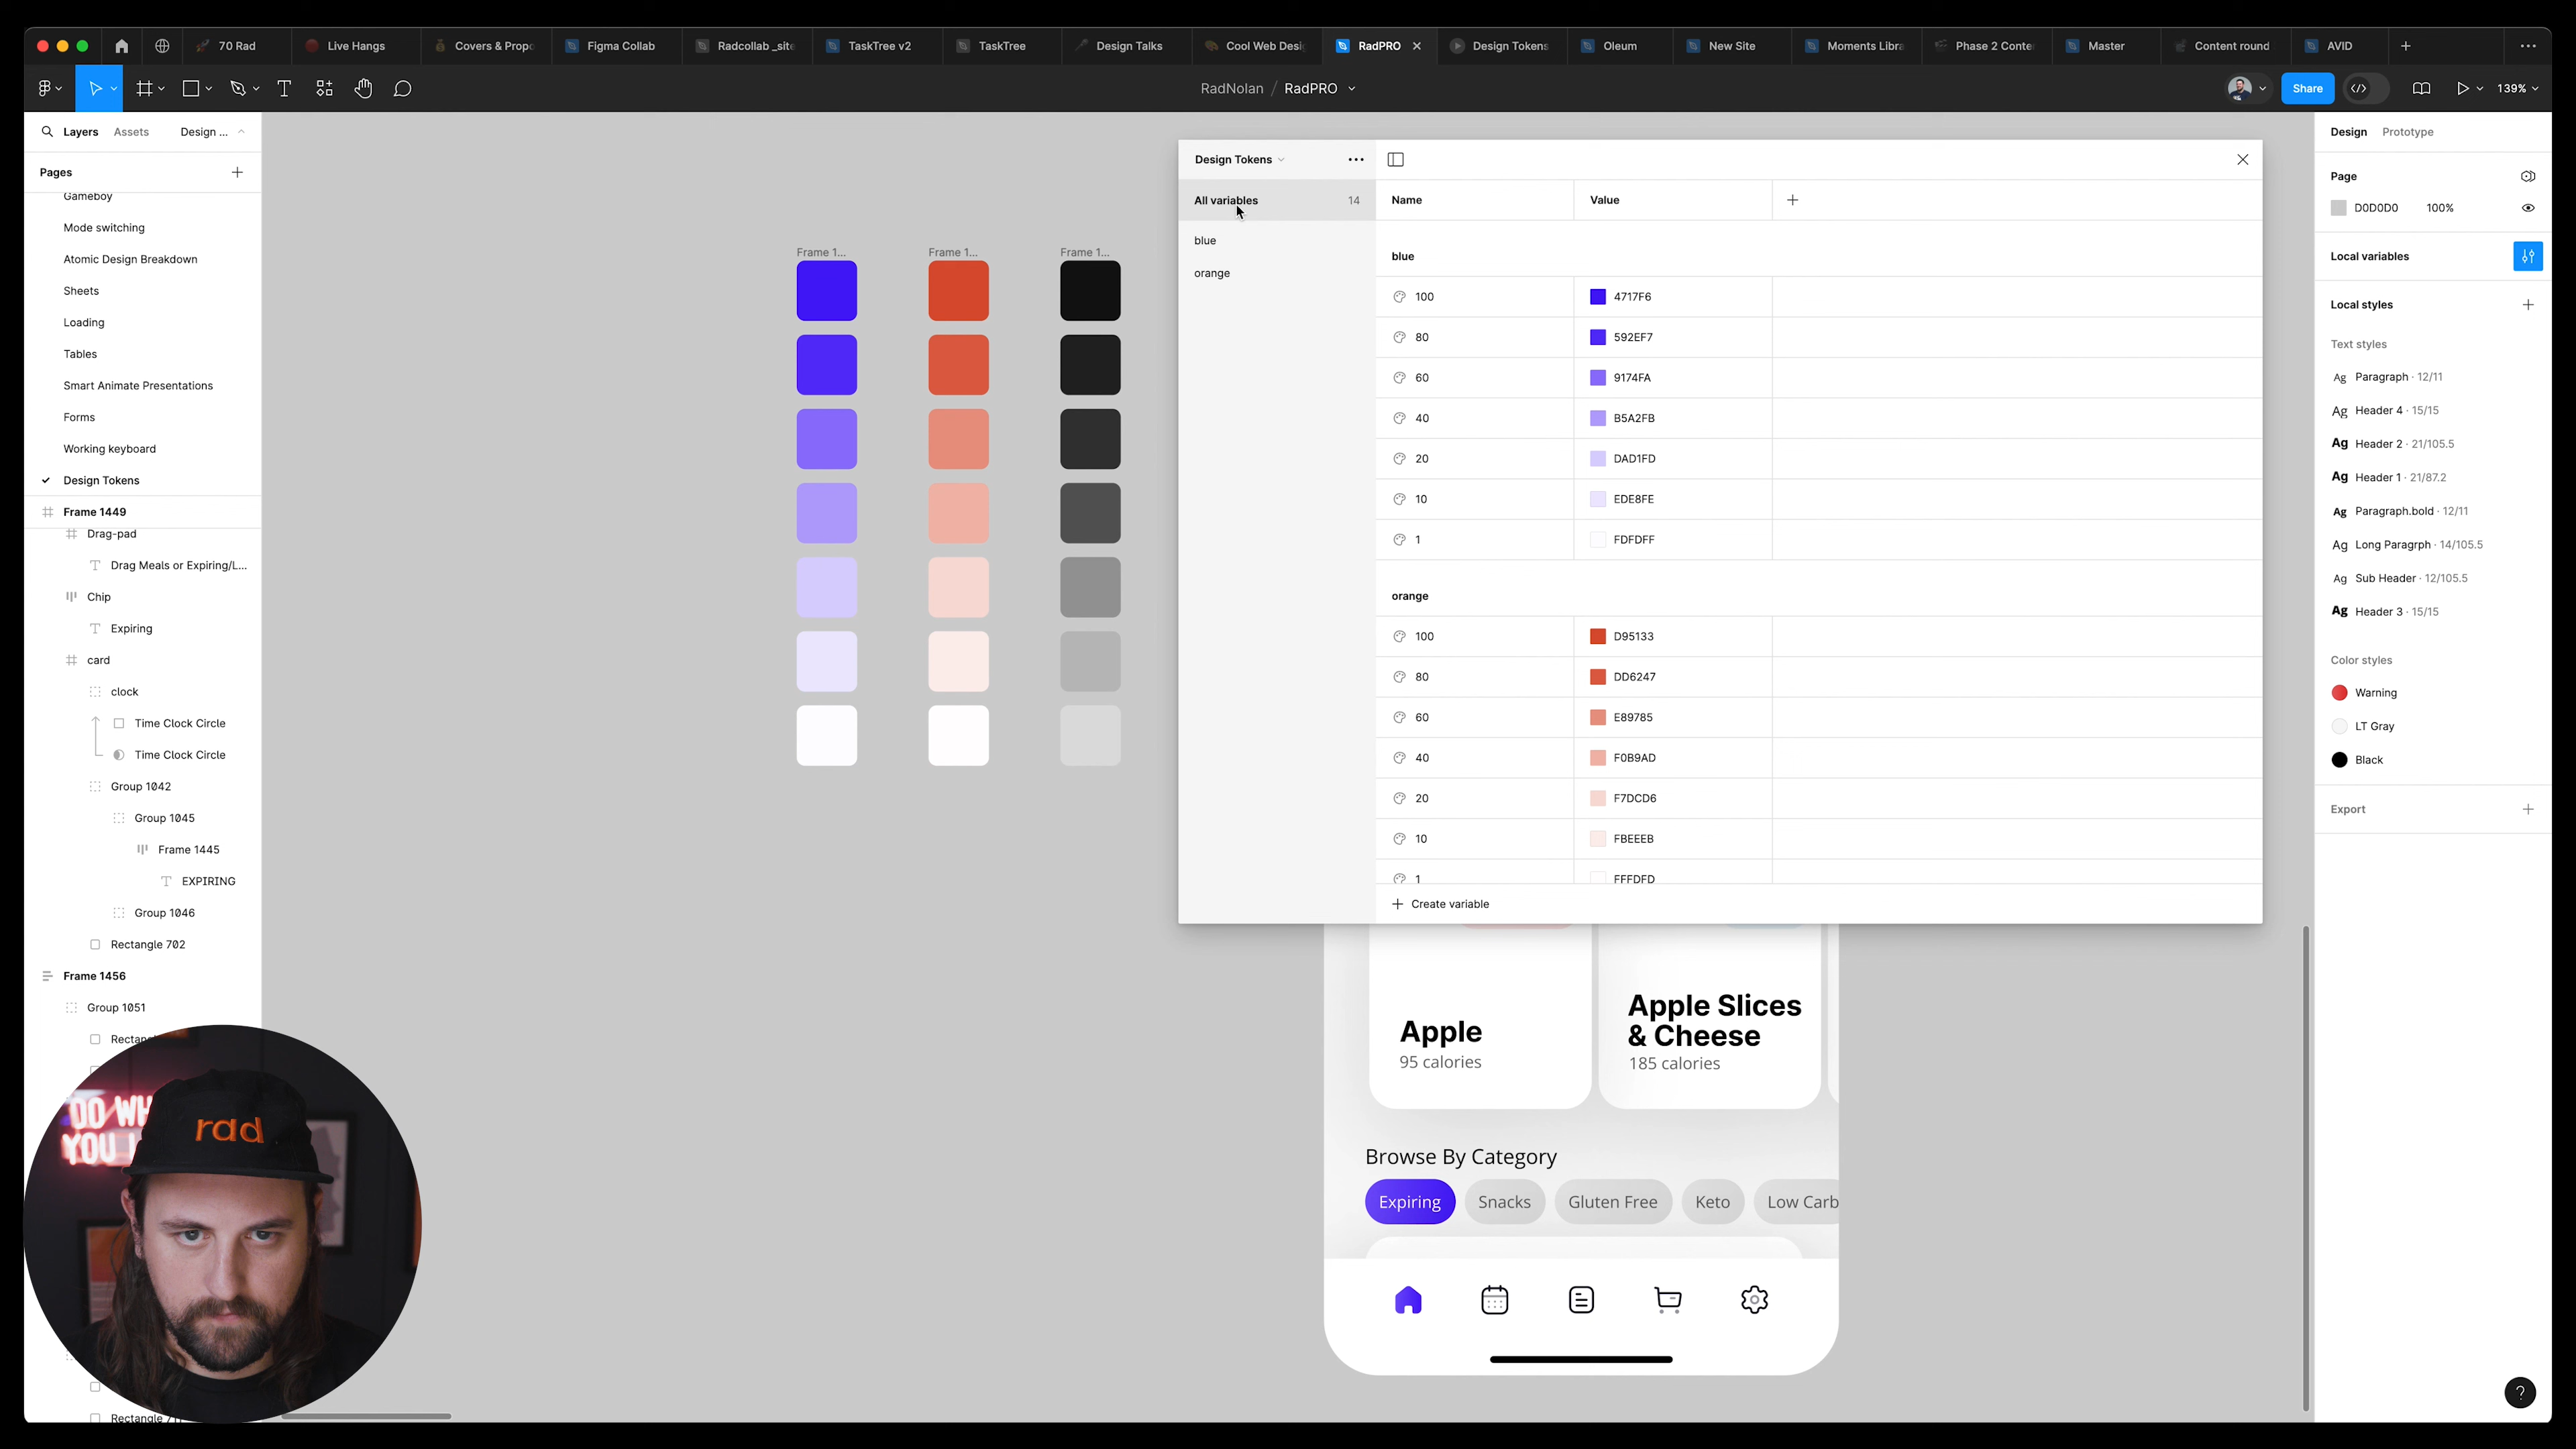 70 Rad
Live Hangs
Covers & Prop
Figma Collab
Radcollab _site
TaskTree v2
TaskTree
Design Talks
Cool Web Desi
RadPRO
Design Tokens
Oleum
New Site
Moments Libra
Phase 2 Conte
Master
Content round
AVID
RadNolan / RadPRO
Share
139%
Layers
Assets
Design ...
Pages
Gameboy
Mode switching
Atomic Design Breakdown
Sheets
Loading
Tables
Smart Animate Presentations
Forms
Working keyboard
Design Tokens
Frame 1449
Drag-pad
Drag Meals or Expiring/L...
Chip
Expiring
card
clock
Time Clock Circle
Time Clock Circle
Group 1042
Group 1045
Frame 1445
EXPIRING
Group 1046
Rectangle 702
Frame 1456
Group 1051
Rectan
DO WH
YOU L
rad
Frame 1...
Frame 1...
Frame 1...
Design Tokens
All variables 14
blue
orange
Name
Value
blue
100 4717F6
80 592EF7
60 9174FA
40 B5A2FB
20 DAD1FD
10 EDE8FE
1 FDFDFF
orange
100 D95133
80 DD6247
60 E89785
40 F0B9AD
20 F7DCD6
10 FBEEEB
1 FFFDFD
Create variable
Apple
95 calories
Apple Slices
& Cheese
185 calories
Browse By Category
Expiring
Snacks
Gluten Free
Keto
Low Carb
Design
Prototype
Page
D0D0D0 100%
Local variables
Local styles
Text styles
Ag Paragraph · 12/11
Ag Header 4 · 15/15
Ag Header 2 · 21/105.5
Ag Header 1 · 21/87.2
Ag Paragraph.bold · 12/11
Ag Long Paragrph · 14/105.5
Ag Sub Header · 12/105.5
Ag Header 3 · 15/15
Color styles
Warning
LT Gray
Black
Export
?